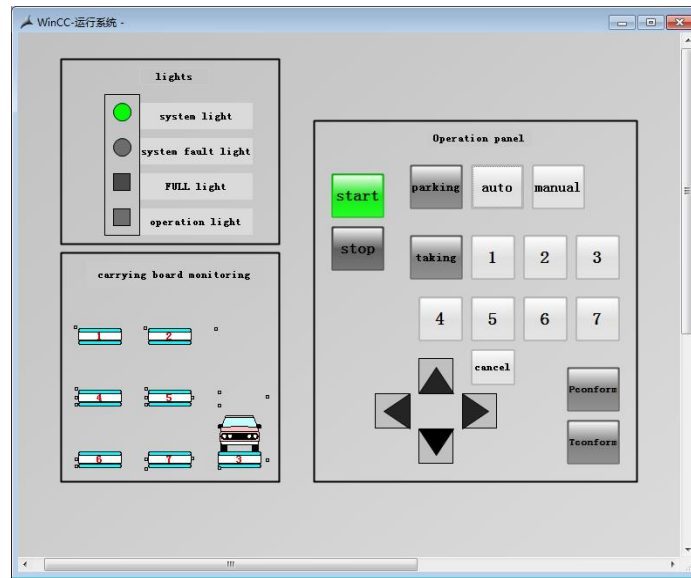 WinCC-运行系统 -
lights
system light
system fault light
FULL light
operation light
carrying board monitoring
1 2
4 5
6 7 3
Operation panel
start parking auto manual
stop taking 1 2 3
4 5 6 7
cancel
Pconform
Tconform